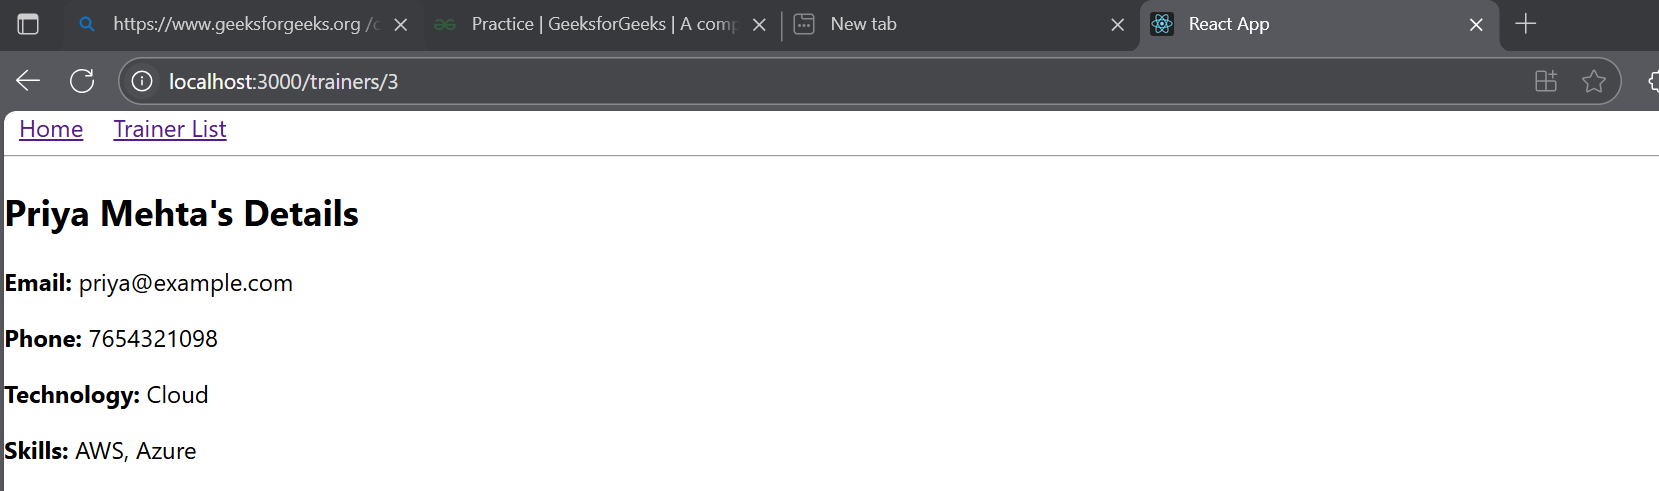 https://www.geeksforgeeks.org /c
Practice | GeeksforGeeks | A comp
New tab
React App
localhost:3000/trainers/3
Home Trainer List
Priya Mehta's Details
Email: priya@example.com
Phone: 7654321098
Technology: Cloud
Skills: AWS, Azure